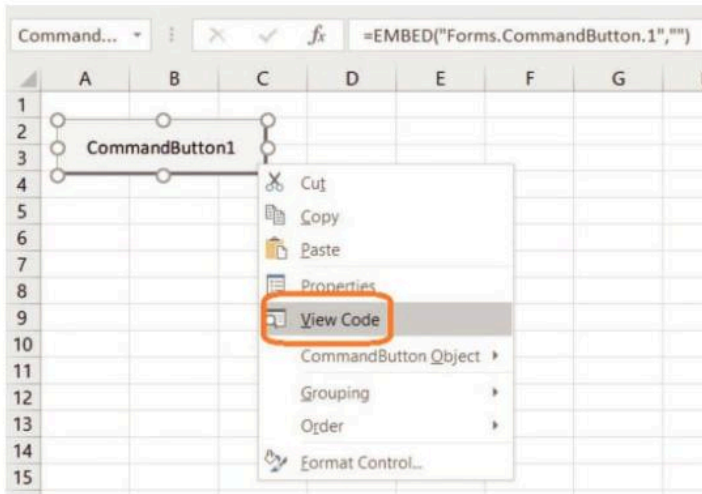 Command... fx =EMBED("Forms.CommandButton.1","")
A B C D E F G
1
2
CommandButton1
3
4
Cut
5
Copy
6
Paste
7
8
Properties
9
View Code
10
CommandButton Object
11
12
Grouping
13
Order
14
Format Control...
15